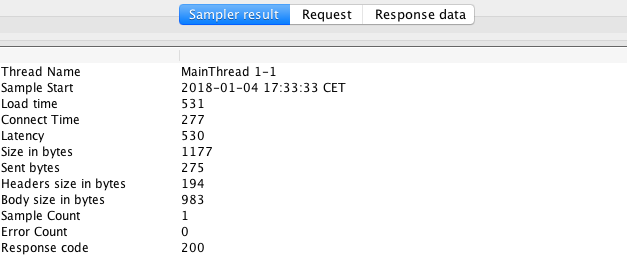 Sampler result Request Response data
Thread Name MainThread 1-1
Sample Start 2018-01-04 17:33:33 CET
Load time 531
Connect Time 277
Latency 530
Size in bytes 1177
Sent bytes 275
Headers size in bytes 194
Body size in bytes 983
Sample Count 1
Error Count 0
Response code 200